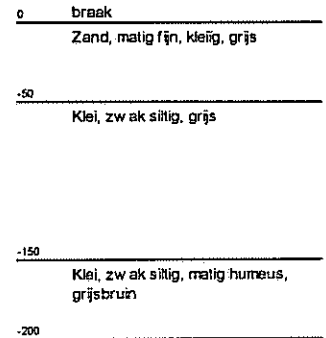 0 braak
Zand, matig fijn, kleiïg, grijs
-50
Klei, zwak siltig, grijs
-150
Klei, zwak siltig, matig humeus,
grijsbruin
-200